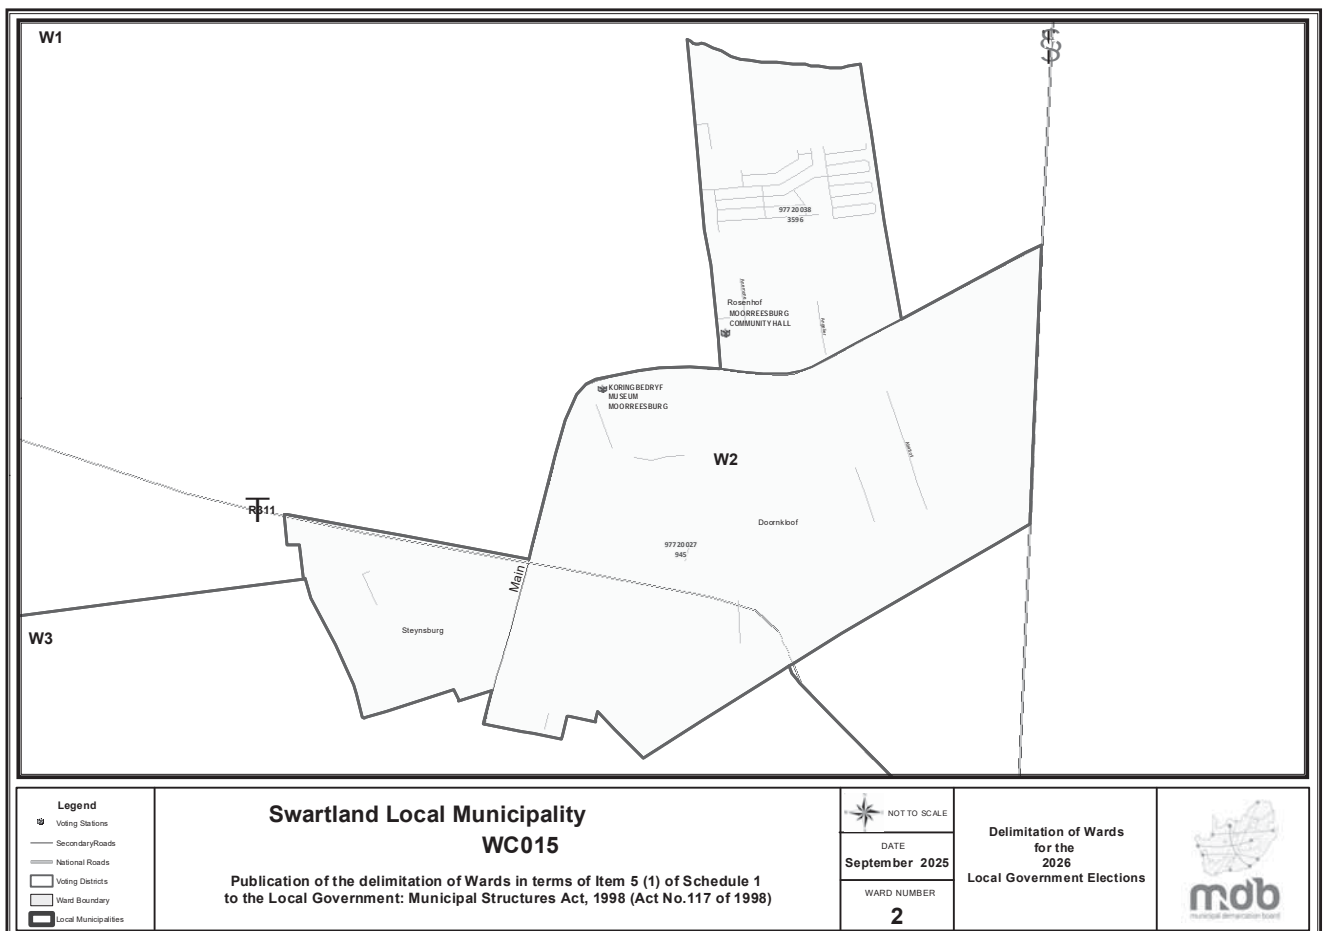 W1
97720038
3596
Rosenhof
MOORREESBURG
COMMUNITY HALL
KORINGBEDRYF
MUSEUM
MOORREESBURG
W2
Doornkloof
R311
97720027
945
Main
Steynsburg
W3
Legend
Voting Stations
SecondaryRoads
National Roads
Voting Districts
Ward Boundary
Local Municipalities
Swartland Local Municipality
WC015
Publication of the delimitation of Wards in terms of Item 5 (1) of Schedule 1
to the Local Government: Municipal Structures Act, 1998 (Act No.117 of 1998)
NOT TO SCALE
DATE
September 2025
WARD NUMBER
2
Delimitation of Wards
for the
2026
Local Government Elections
mdb
municipal demarcation board